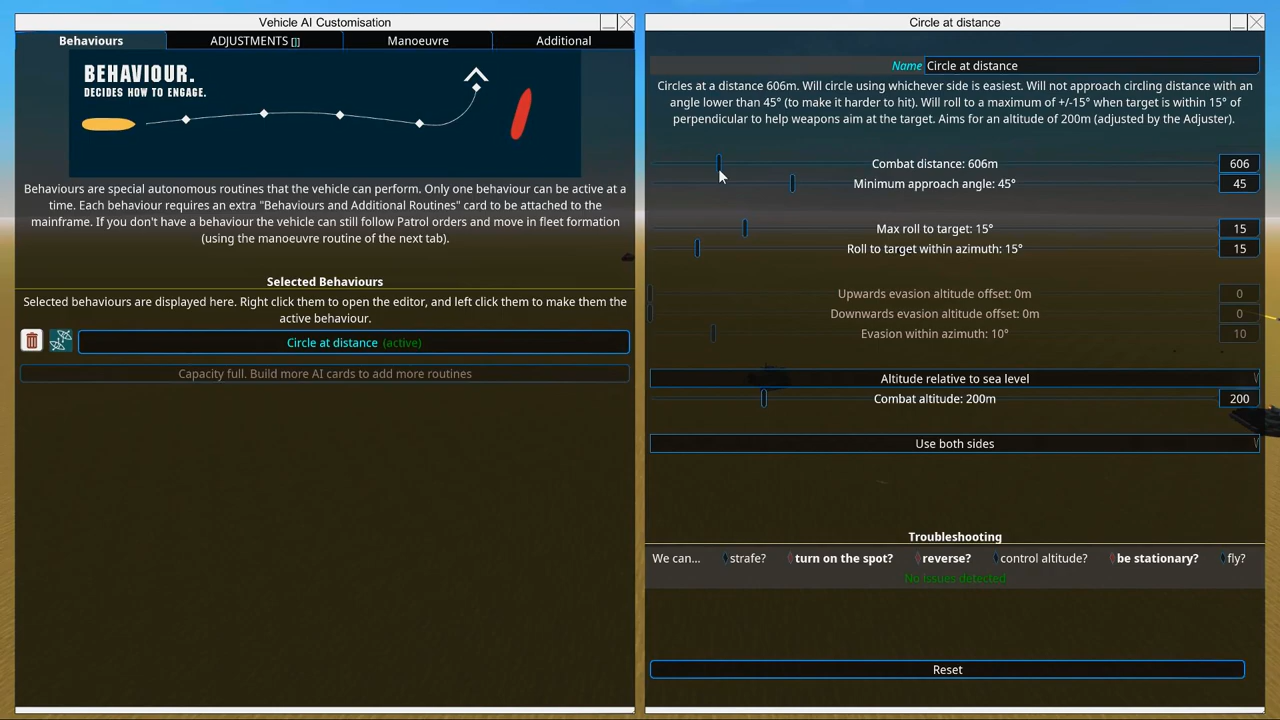 Vehicle AI Customisation
Behaviours
ADJUSTMENTS []
Manoeuvre
Additional
BEHAVIOUR.
DECIDES HOW TO ENGAGE.
Behaviours are special autonomous routines that the vehicle can perform. Only one behaviour can be active at a
time. Each behaviour requires an extra "Behaviours and Additional Routines" card to be attached to the
mainframe. If you don't have a behaviour the vehicle can still follow Patrol orders and move in fleet formation
(using the manoeuvre routine of the next tab).
Selected Behaviours
Selected behaviours are displayed here. Right click them to open the editor, and left click them to make them the
active behaviour.
Circle at distance (active)
Capacity full. Build more AI cards to add more routines
Circle at distance
Name Circle at distance
Circles at a distance 606m. Will circle using whichever side is easiest. Will not approach circling distance with an
angle lower than 45° (to make it harder to hit). Will roll to a maximum of +/-15° when target is within 15° of
perpendicular to help weapons aim at the target. Aims for an altitude of 200m (adjusted by the Adjuster).
Combat distance: 606m 606
Minimum approach angle: 45° 45
Max roll to target: 15° 15
Roll to target within azimuth: 15° 15
Upwards evasion altitude offset: 0m 0
Downwards evasion altitude offset: 0m 0
Evasion within azimuth: 10° 10
Altitude relative to sea level
Combat altitude: 200m 200
Use both sides
Troubleshooting
We can... strafe? turn on the spot? reverse? control altitude? be stationary? fly?
No issues detected
Reset